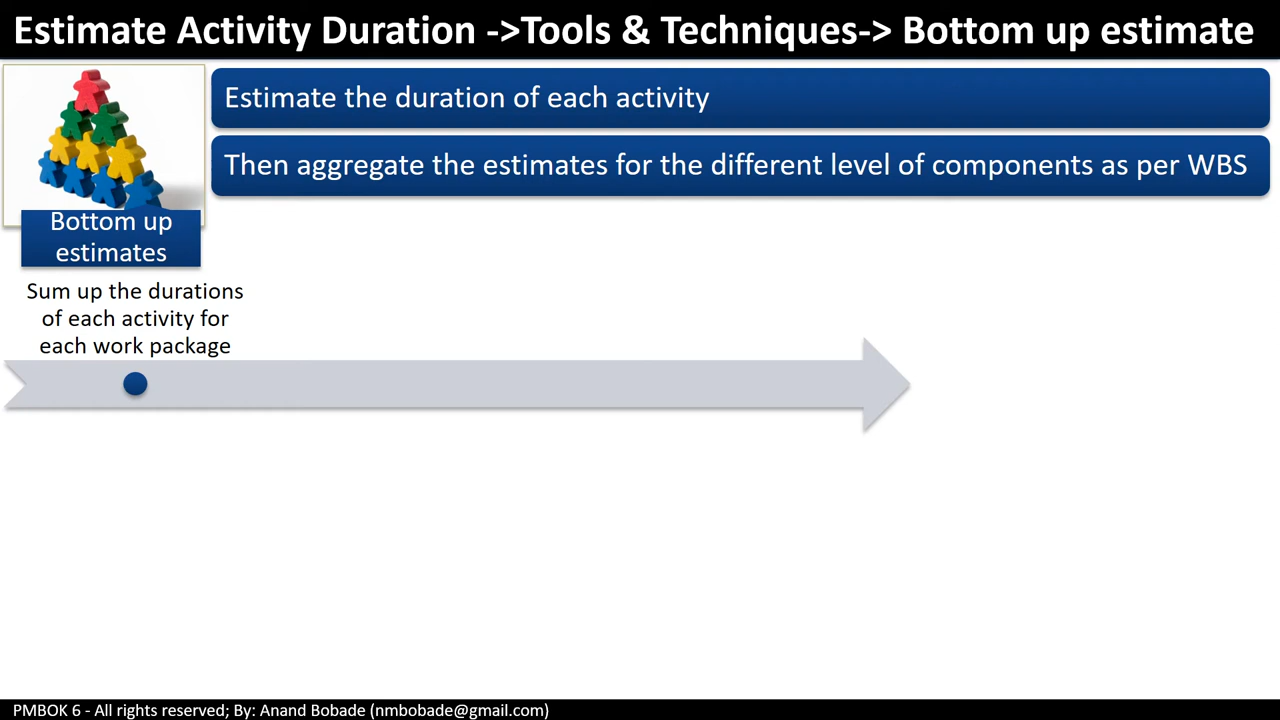 Estimate Activity Duration ->Tools & Techniques-> Bottom up estimate
Estimate the duration of each activity
Then aggregate the estimates for the different level of components as per WBS
Bottom up
estimates
Sum up the durations
of each activity for
each work package
PMBOK 6 - All rights reserved; By: Anand Bobade (nmbobade@gmail.com)